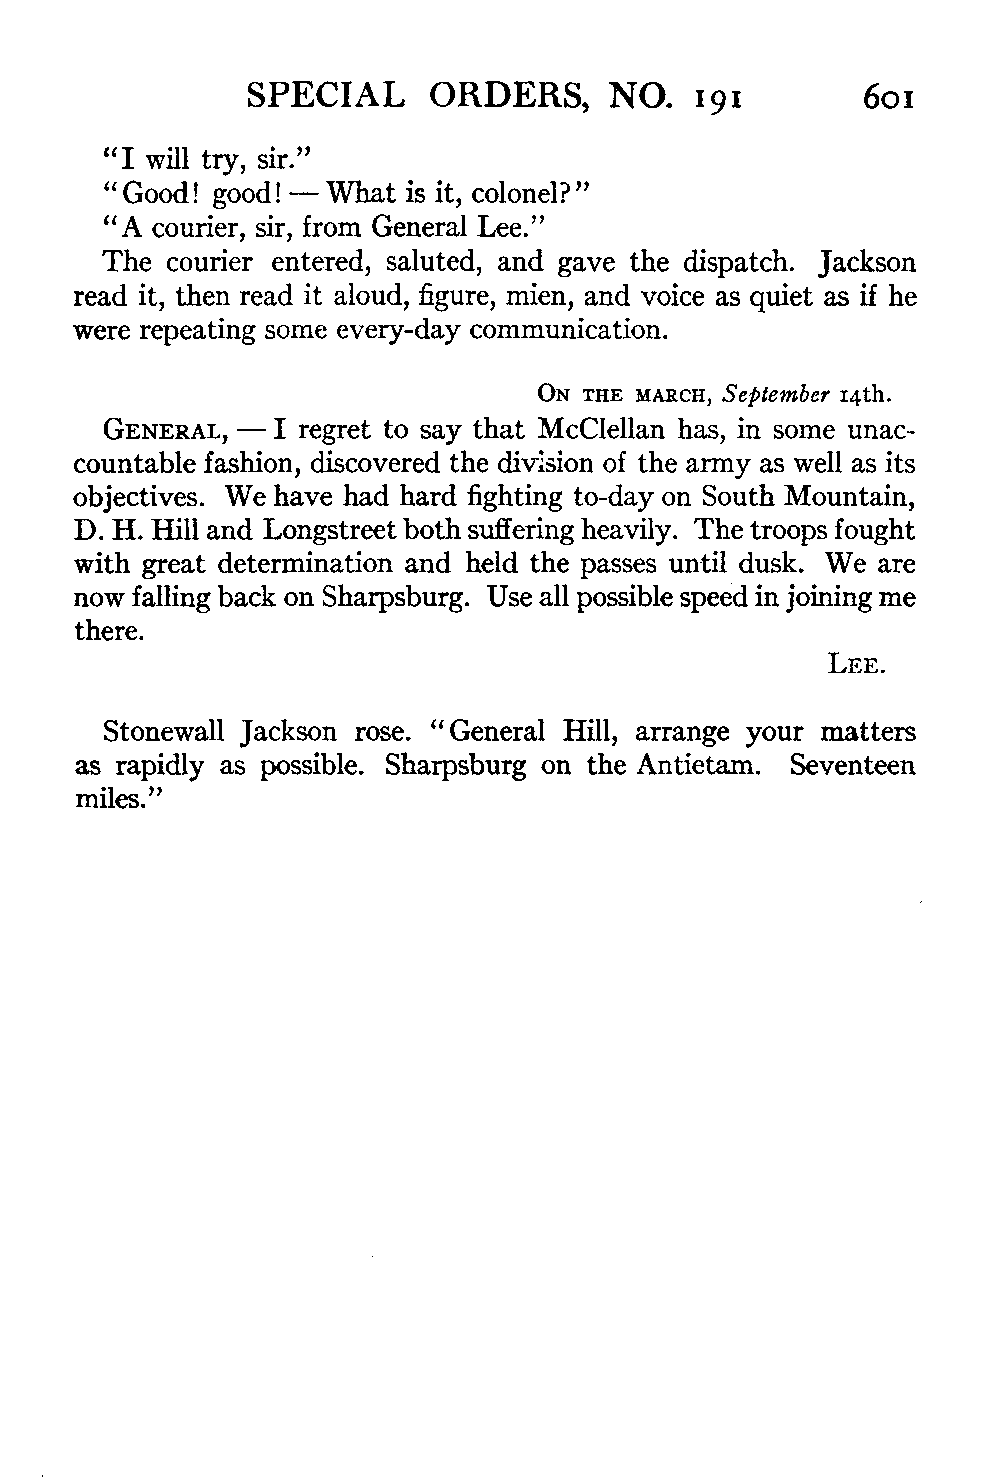 SPECIAL ORDERS, NO. 191 601
"I will try, sir."
"Good! good! — What is it, colonel?"
"A courier, sir, from General Lee."
The courier entered, saluted, and gave the dispatch. Jackson
read it, then read it aloud, figure, mien, and voice as quiet as if he
were repeating some every-day communication.
ON THE MARCH, September 14th.
GENERAL, — I regret to say that McClellan has, in some unac-
countable fashion, discovered the division of the army as well as its
objectives. We have had hard fighting to-day on South Mountain,
D. H. Hill and Longstreet both suffering heavily. The troops fought
with great determination and held the passes until dusk. We are
now falling back on Sharpsburg. Use all possible speed in joining me
there.
LEE.
Stonewall Jackson rose. "General Hill, arrange your matters
as rapidly as possible. Sharpsburg on the Antietam. Seventeen
miles."